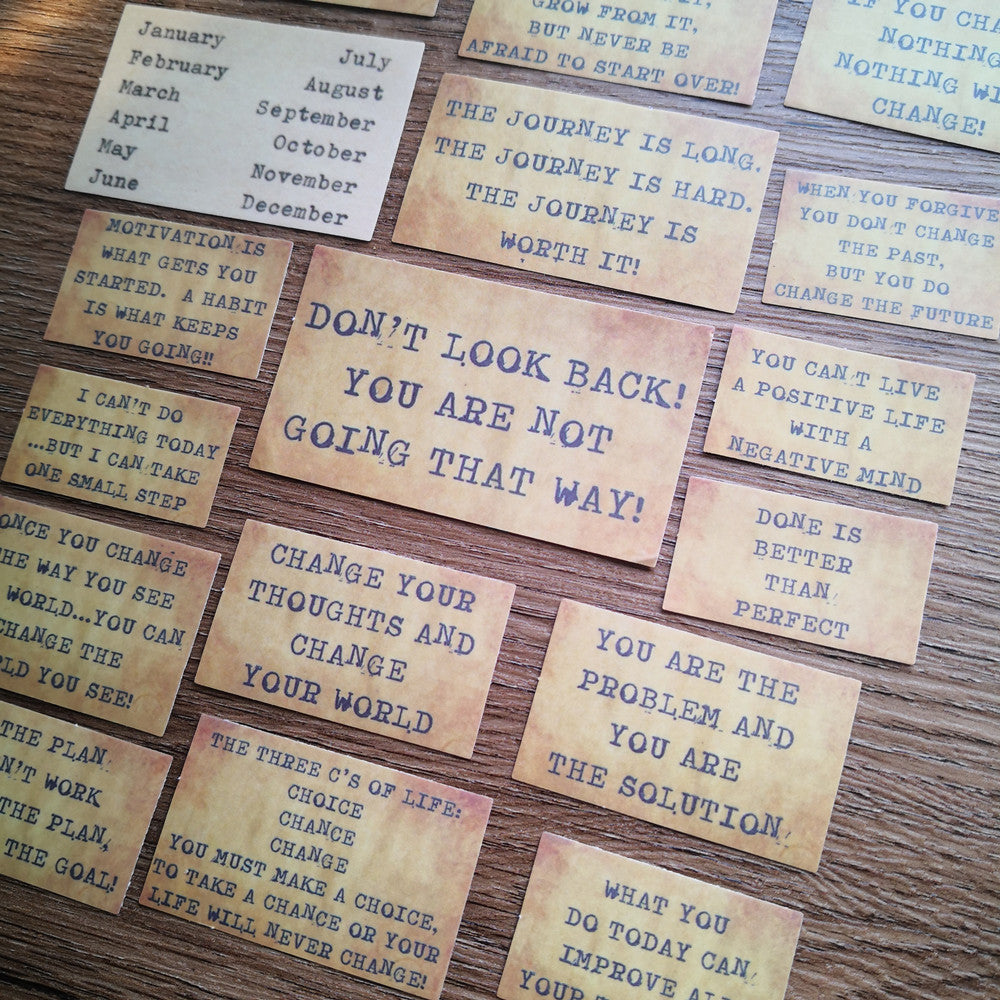 January
February
March
April
May
June
July
August
September
October
November
December
GROW FROM IT,
BUT NEVER BE
AFRAID TO START OVER!
IF YOU
NOTHING
NOTHING
CHANGE!
THE JOURNEY IS LONG.
THE JOURNEY IS HARD.
THE JOURNEY IS
WORTH IT!
WHEN YOU FORGIVE
YOU DON'T CHANGE
THE PAST,
BUT YOU DO
CHANGE THE FUTURE
MOTIVATION IS
WHAT GETS YOU
STARTED. A HABIT
IS WHAT KEEPS
YOU GOING!!
DON'T LOOK BACK!
YOU ARE NOT
GOING THAT WAY!
YOU CAN'T LIVE
A POSITIVE LIFE
WITH A
NEGATIVE MIND
I CAN'T DO
EVERYTHING TODAY
...BUT I CAN TAKE
ONE SMALL STEP
DONE IS
BETTER
THAN
PERFECT
ONCE YOU CHANGE
THE WAY YOU SEE
WORLD...YOU CAN
CHANGE THE
YOU SEE!
CHANGE YOUR
THOUGHTS AND
CHANGE
YOUR WORLD
YOU ARE THE
PROBLEM AND
YOU ARE
THE SOLUTION
THE PLAN
WORK
THE PLAN,
THE GOAL!
THE THREE C'S OF LIFE:
CHOICE
CHANCE
CHANGE
YOU MUST MAKE A CHOICE,
TO TAKE A CHANCE OR YOUR
LIFE WILL NEVER CHANGE!
WHAT YOU
DO TODAY CAN
IMPROVE
YOUR